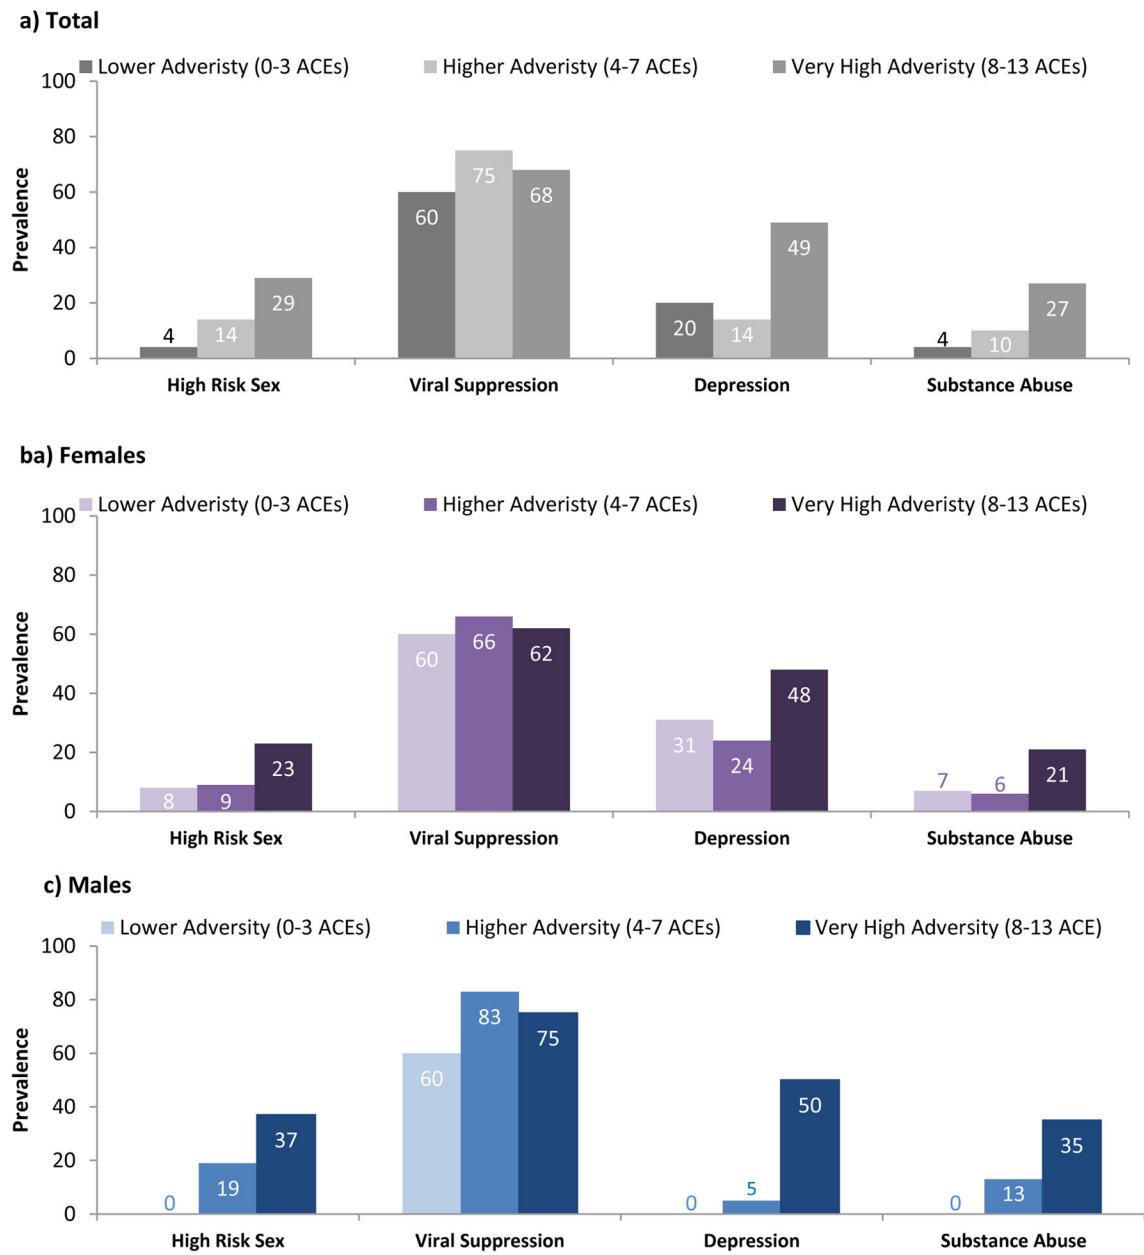 a) Total
Lower Adveristy (0-3 ACEs) Higher Adveristy (4-7 ACEs) Very High Adveristy (8-13 ACEs)
100
80
60
40
20
0
Prevalence
4 14 29
60 75 68
20 14 49
4 10 27
High Risk Sex Viral Suppression Depression Substance Abuse
ba) Females
Lower Adveristy (0-3 ACEs) Higher Adveristy (4-7 ACEs) Very High Adveristy (8-13 ACEs)
100
80
60
40
20
0
Prevalence
8 9 23
60 66 62
31 24 48
7 6 21
High Risk Sex Viral Suppression Depression Substance Abuse
c) Males
Lower Adversity (0-3 ACEs) Higher Adversity (4-7 ACEs) Very High Adversity (8-13 ACE)
100
80
60
40
20
0
Prevalence
0 19 37
60 83 75
0 5 50
0 13 35
High Risk Sex Viral Suppression Depression Substance Abuse